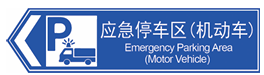 P
应急停车区(机动车)
Emergency Parking Area
(Motor Vehicle)